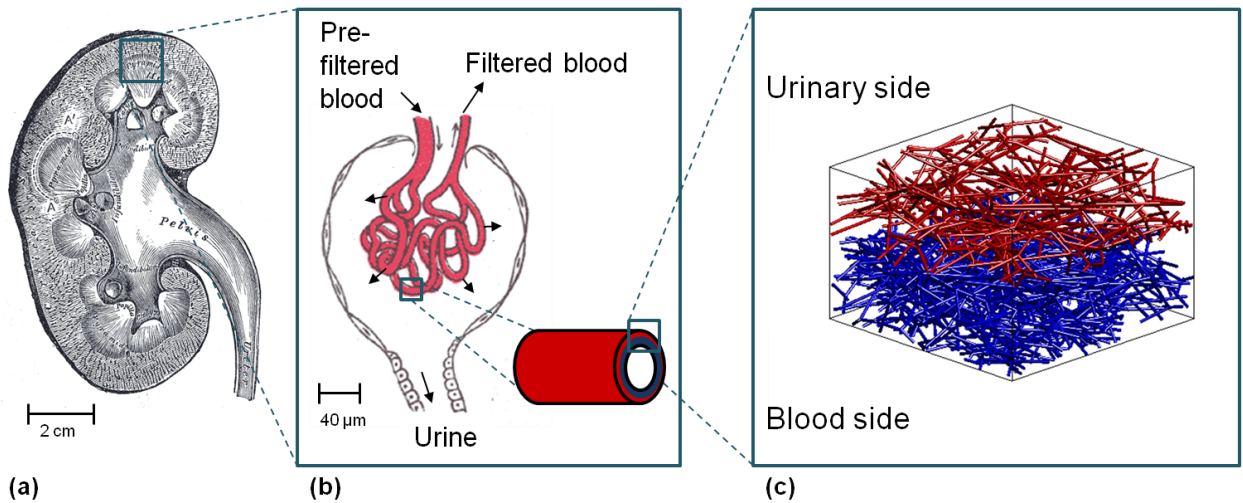 Pre-
filtered
blood
Filtered blood
Urinary side
A'
A
Pelvis
Ureter
2 cm
40 µm
Urine
Blood side
(a)
(b)
(c)